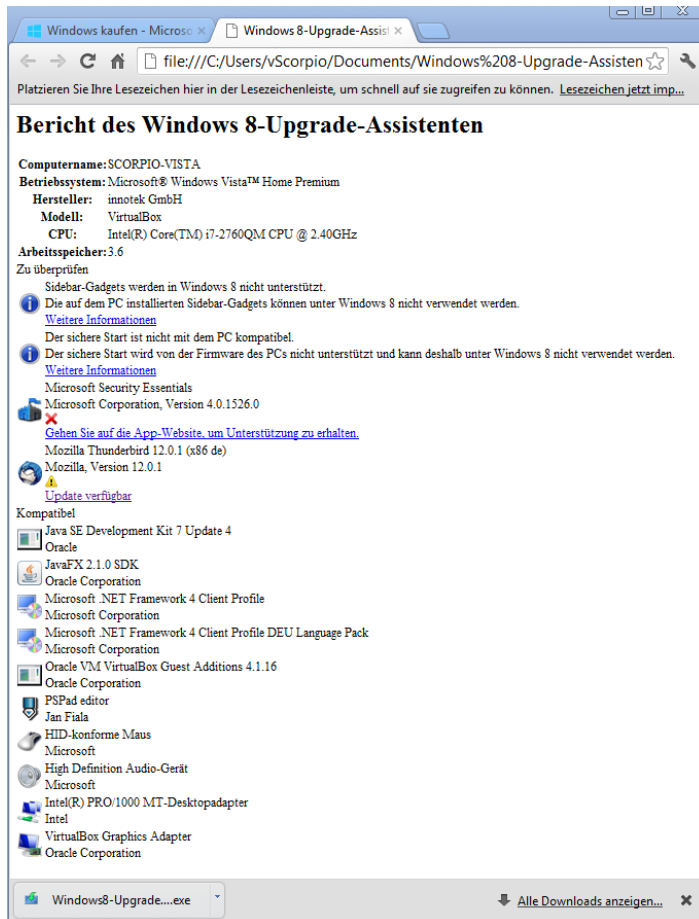 Windows kaufen - Microso
Windows 8-Upgrade-Assis
file:///C:/Users/vScorpio/Documents/Windows%208-Upgrade-Assisten
Platzieren Sie Ihre Lesezeichen hier in der Lesezeichenleiste, um schnell auf sie zugreifen zu können. Lesezeichen jetzt imp...
Bericht des Windows 8-Upgrade-Assistenten
Computername: SCORPIO-VISTA
Betriebssystem: Microsoft® Windows Vista™ Home Premium
Hersteller: innotek GmbH
Modell: VirtualBox
CPU: Intel(R) Core(TM) i7-2760QM CPU @ 2.40GHz
Arbeitsspeicher: 3.6
Zu überprüfen
Sidebar-Gadgets werden in Windows 8 nicht unterstützt.
Die auf dem PC installierten Sidebar-Gadgets können unter Windows 8 nicht verwendet werden.
Weitere Informationen
Der sichere Start ist nicht mit dem PC kompatibel.
Der sichere Start wird von der Firmware des PCs nicht unterstützt und kann deshalb unter Windows 8 nicht verwendet werden.
Weitere Informationen
Microsoft Security Essentials
Microsoft Corporation, Version 4.0.1526.0
Gehen Sie auf die App-Website, um Unterstützung zu erhalten.
Mozilla Thunderbird 12.0.1 (x86 de)
Mozilla, Version 12.0.1
Update verfügbar
Kompatibel
Java SE Development Kit 7 Update 4
Oracle
JavaFX 2.1.0 SDK
Oracle Corporation
Microsoft .NET Framework 4 Client Profile
Microsoft Corporation
Microsoft .NET Framework 4 Client Profile DEU Language Pack
Microsoft Corporation
Oracle VM VirtualBox Guest Additions 4.1.16
Oracle Corporation
PSPad editor
Jan Fiala
HID-konforme Maus
Microsoft
High Definition Audio-Gerät
Microsoft
Intel(R) PRO/1000 MT-Desktopadapter
Intel
VirtualBox Graphics Adapter
Oracle Corporation
Windows8-Upgrade....exe
Alle Downloads anzeigen...